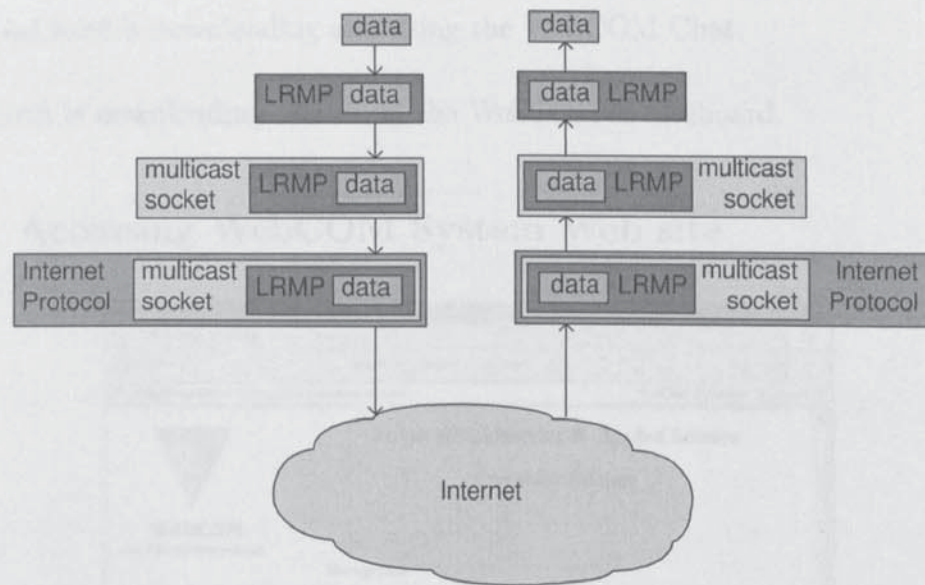 data
data
LRMP data
data LRMP
multicast
socket
LRMP data
data LRMP
multicast
socket
Internet
Protocol
multicast
socket
LRMP data
data LRMP
multicast
socket
Internet
Protocol
Internet